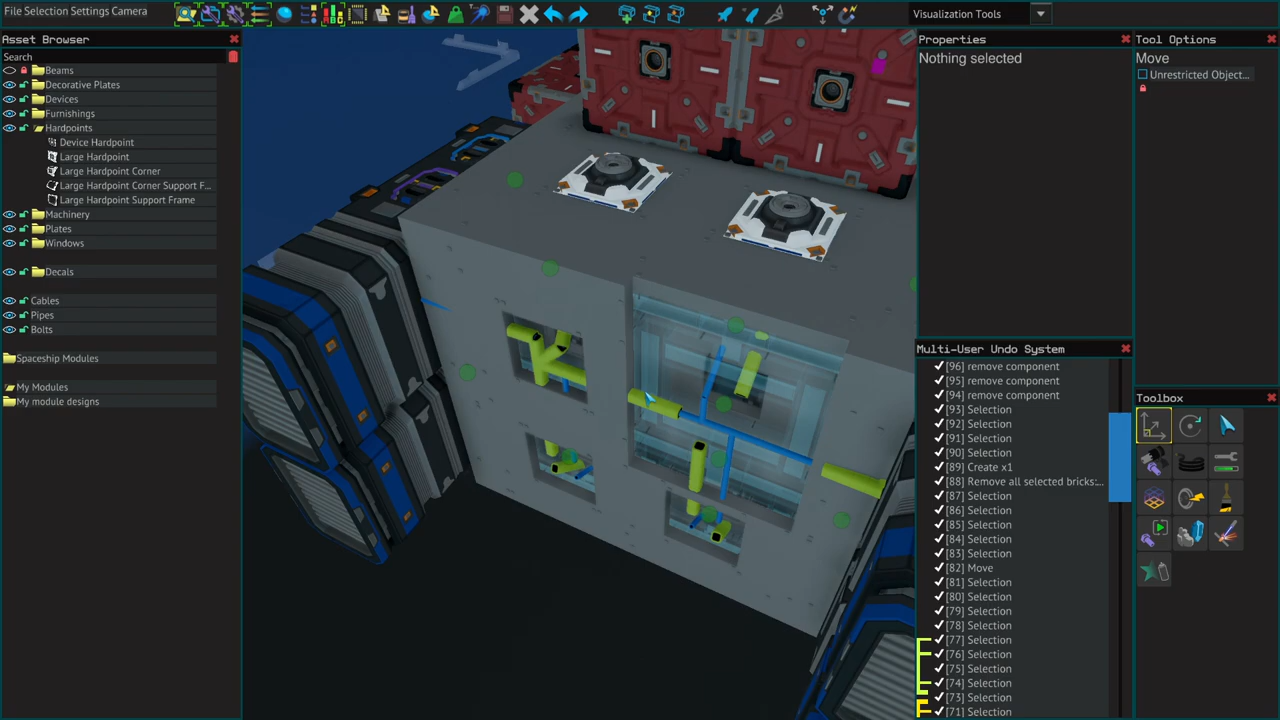 File Selection Settings Camera
Visualization Tools
Asset Browser
Search
Beams
Decorative Plates
Devices
Furnishings
Hardpoints
Device Hardpoint
Large Hardpoint
Large Hardpoint Corner
Large Hardpoint Corner Support F...
Large Hardpoint Support Frame
Machinery
Plates
Windows
Decals
Cables
Pipes
Bolts
Spaceship Modules
My Modules
My module designs
Properties
Nothing selected
Tool Options
Move
Unrestricted Object...
Multi-User Undo System
[96] remove component
[95] remove component
[94] remove component
[93] Selection
[92] Selection
[91] Selection
[90] Selection
[89] Create x1
[88] Remove all selected bricks:...
[87] Selection
[86] Selection
[85] Selection
[84] Selection
[83] Selection
[82] Move
[81] Selection
[80] Selection
[79] Selection
[78] Selection
[77] Selection
[76] Selection
[75] Selection
[74] Selection
[73] Selection
[71] Selection
Toolbox